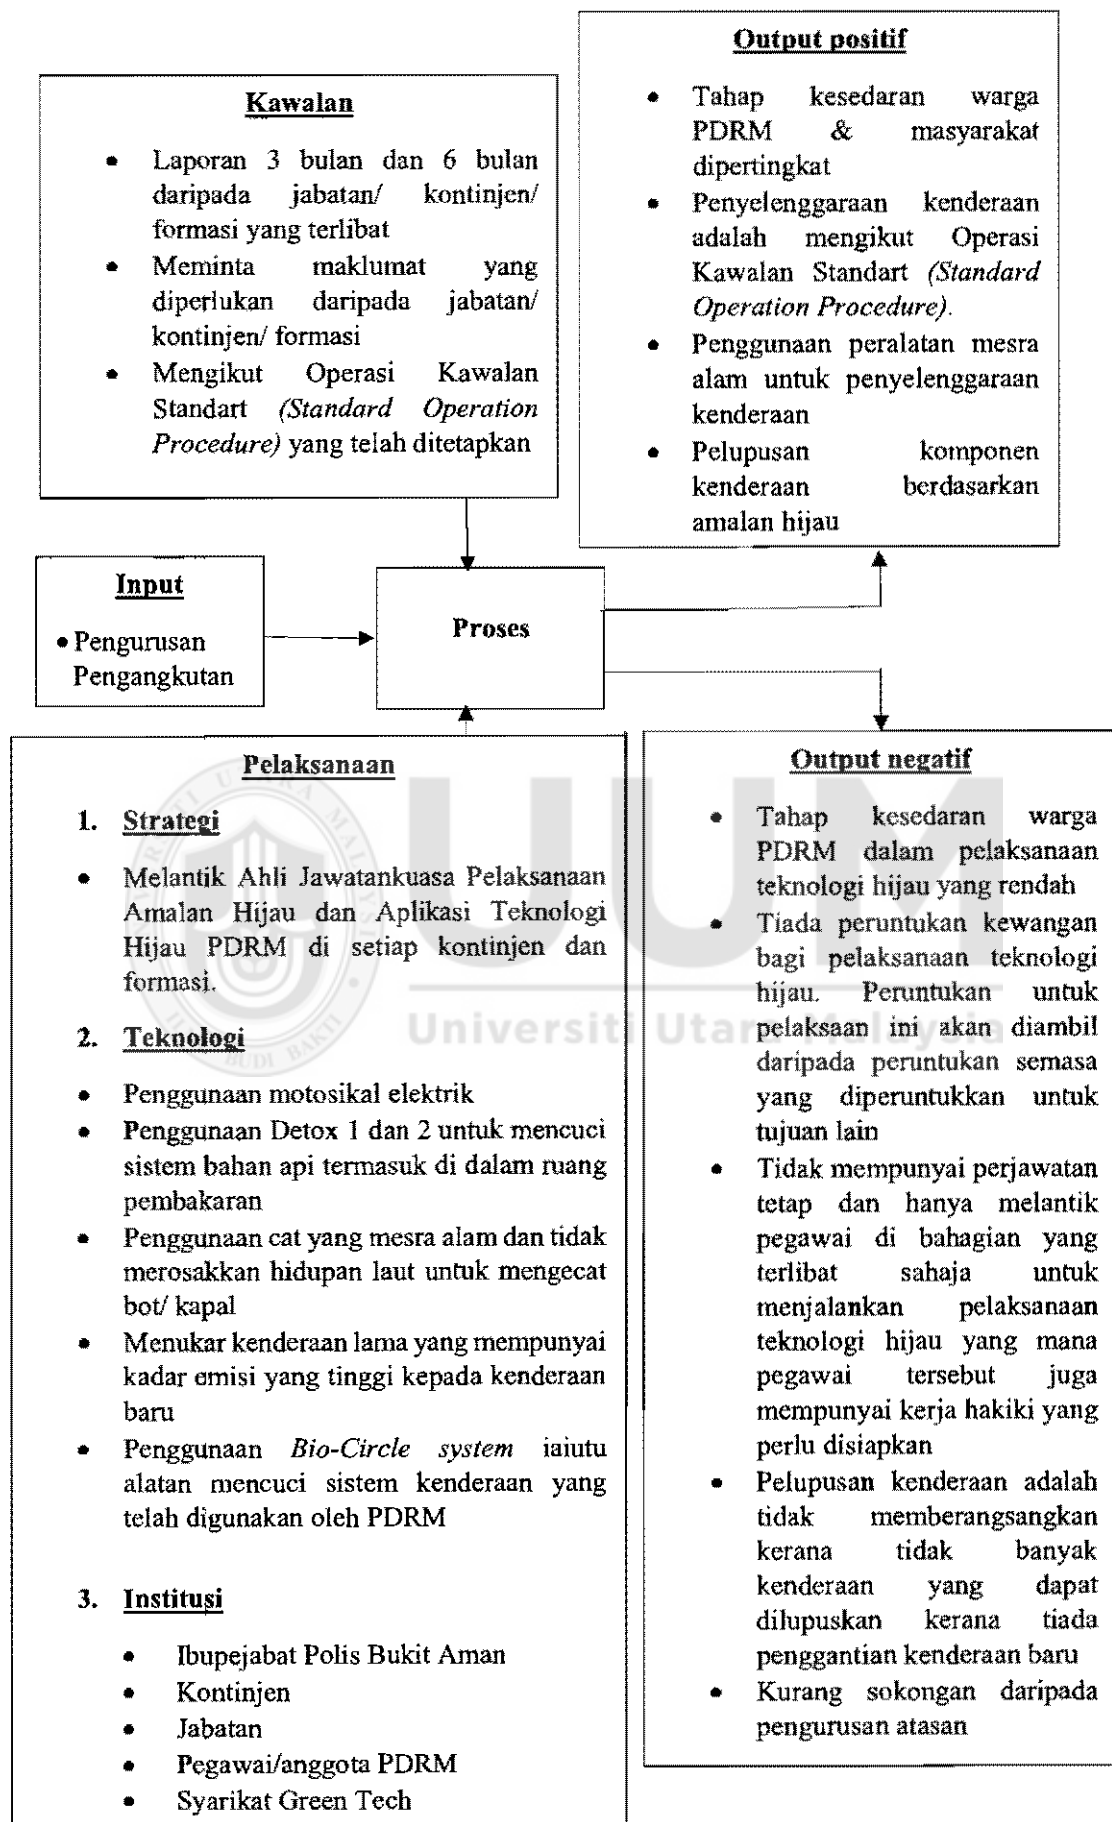 Kawalan
• Laporan 3 bulan dan 6 bulan
daripada jabatan/ kontinjen/
formasi yang terlibat
• Meminta maklumat yang
diperlukan daripada jabatan/
kontinjen/ formasi
• Mengikut Operasi Kawalan
Standart (Standard Operation
Procedure) yang telah ditetapkan
Output positif
• Tahap kesedaran warga
PDRM & masyarakat
dipertingkat
• Penyelenggaraan kenderaan
adalah mengikut Operasi
Kawalan Standart (Standard
Operation Procedure).
• Penggunaan peralatan mesra
alam untuk penyelenggaraan
kenderaan
• Pelupusan komponen
kenderaan berdasarkan
amalan hijau
Input
• Pengurusan
Pengangkutan
Proses
Pelaksanaan
1. Strategi
• Melantik Ahli Jawatankuasa Pelaksanaan
Amalan Hijau dan Aplikasi Teknologi
Hijau PDRM di setiap kontinjen dan
formasi.
2. Teknologi
• Penggunaan motosikal elektrik
• Penggunaan Detox 1 dan 2 untuk mencuci
sistem bahan api termasuk di dalam ruang
pembakaran
• Penggunaan cat yang mesra alam dan tidak
merosakkan hidupan laut untuk mengecat
bot/ kapal
• Menukar kenderaan lama yang mempunyai
kadar emisi yang tinggi kepada kenderaan
baru
• Penggunaan Bio-Circle system iaiutu
alatan mencuci sistem kenderaan yang
telah digunakan oleh PDRM
3. Institusi
• Ibupejabat Polis Bukit Aman
• Kontinjen
• Jabatan
• Pegawai/anggota PDRM
• Syarikat Green Tech
Output negatif
• Tahap kesedaran warga
PDRM dalam pelaksanaan
teknologi hijau yang rendah
• Tiada peruntukan kewangan
bagi pelaksanaan teknologi
hijau. Peruntukan untuk
pelaksaan ini akan diambil
daripada peruntukan semasa
yang diperuntukkan untuk
tujuan lain
• Tidak mempunyai perjawatan
tetap dan hanya melantik
pegawai di bahagian yang
terlibat sahaja untuk
menjalankan pelaksanaan
teknologi hijau yang mana
pegawai tersebut juga
mempunyai kerja hakiki yang
perlu disiapkan
• Pelupusan kenderaan adalah
tidak memberangsangkan
kerana tidak banyak
kenderaan yang dapat
dilupuskan kerana tiada
penggantian kenderaan baru
• Kurang sokongan daripada
pengurusan atasan
UUM
Universiti Utara Malaysia
UNIVERSITI UTARA MALAYSIA
BUDI BAKTI